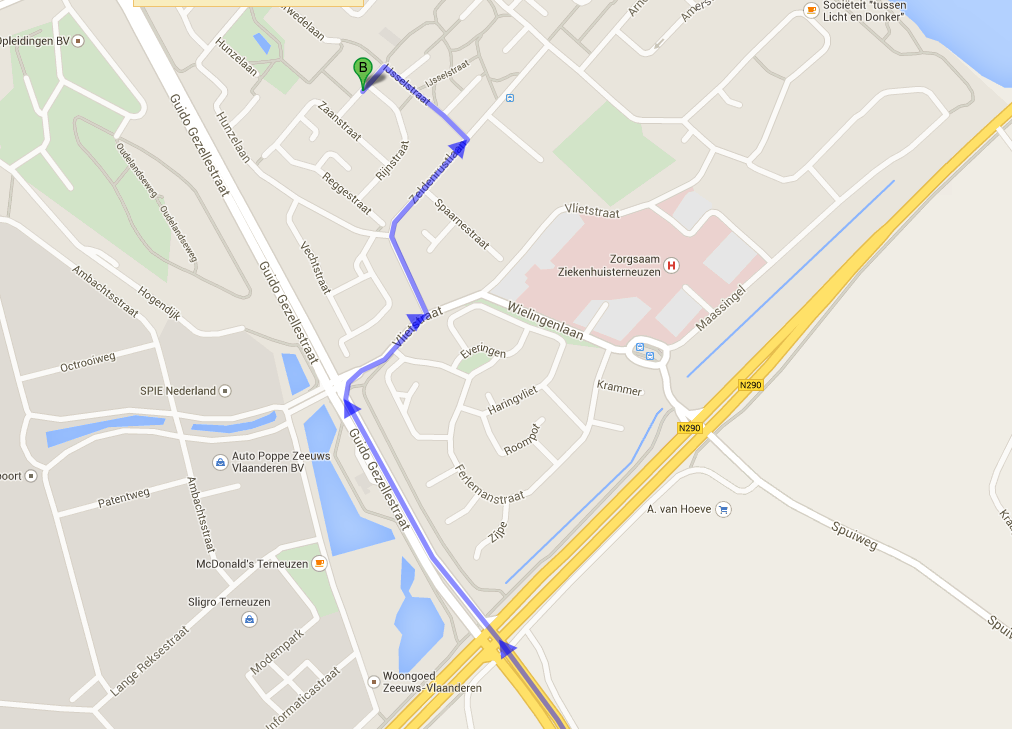 Sociëteit "tussen
Licht en Donker"
Opleidingen BV
Hunzelaan
B
IJsselstraat
IJsselstraat
Guido Gezellestraat
Zaanstraat
Hunzelaan
Rijnstraat
Zeldenrustlaan
Oudelandseweg
Reggestraat
Spaarnestraat
Vlietstraat
Oudelandseweg
Vechtstraat
Zorgsaam
Ziekenhuisterneuzen
H
Ambachtsstraat
Hogendijk
Guido Gezellestraat
Maassingel
Vlietstraat
Wielingenlaan
Octrooiweg
Everingen
SPIE Nederland
Krammer
N290
Haringvliet
N290
Roompot
Guido Gezellestraat
Auto Poppe Zeeuws
Vlaanderen BV
Patentweg
Ferlemanstraat
Ambachtsstraat
A. van Hoeve
Zijpe
Spuiweg
McDonald's Terneuzen
Sligro Terneuzen
Lange Reksestraat
Modempark
Informaticastraat
Woongoed
Zeeuws-Vlaanderen